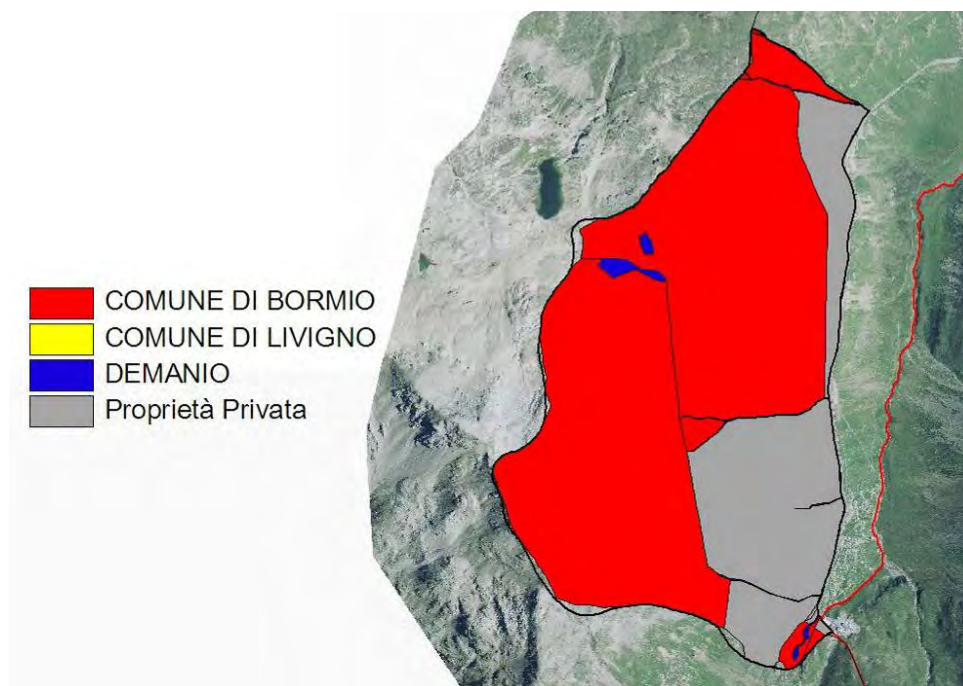 COMUNE DI BORMIO
COMUNE DI LIVIGNO
DEMANIO
Proprietà Privata